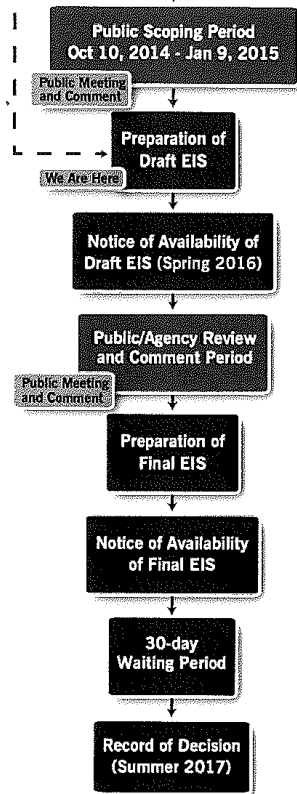 Public Scoping Period
Oct 10, 2014 - Jan 9, 2015
Public Meeting
and Comment
Preparation of
Draft EIS
We Are Here
Notice of Availability of
Draft EIS (Spring 2016)
Public/Agency Review
and Comment Period
Public Meeting
and Comment
Preparation of
Final EIS
Notice of Availability
of Final EIS
30-day
Waiting Period
Record of Decision
(Summer 2017)